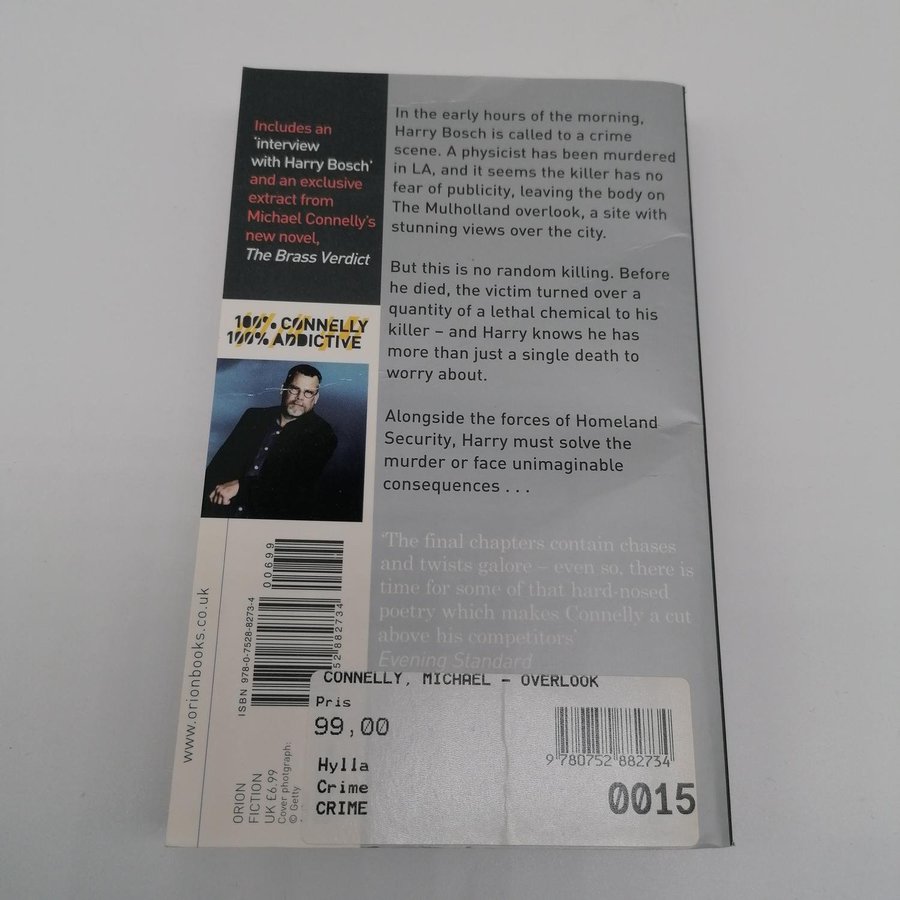 Includes an
'interview
with Harry Bosch'
and an exclusive
extract from
Michael Connelly's
new novel,
The Brass Verdict
100% CONNELLY
100% ADDICTIVE
In the early hours of the morning,
Harry Bosch is called to a crime
scene. A physicist has been murdered
in LA, and it seems the killer has no
fear of publicity, leaving the body on
The Mulholland overlook, a site with
stunning views over the city.
But this is no random killing. Before
he died, the victim turned over a
quantity of a lethal chemical to his
killer – and Harry knows he has
more than just a single death to
worry about.
Alongside the forces of Homeland
Security, Harry must solve the
murder or face unimaginable
consequences . . .
'The final chapters contain chases
and twists galore – even so, there is
time for some of that hard-nosed
poetry which makes Connelly a cut
above his competitors'
Evening Standard
www.orionbooks.co.uk
ISBN 978-0-7528-8273-4
00699
52 882734
ORION
FICTION
UK £6.99
Cover photgraph:
© Getty
CONNELLY, MICHAEL – OVERLOOK
Pris
99,00
Hylla
Crime
CRIME
9 780752 882734
0015